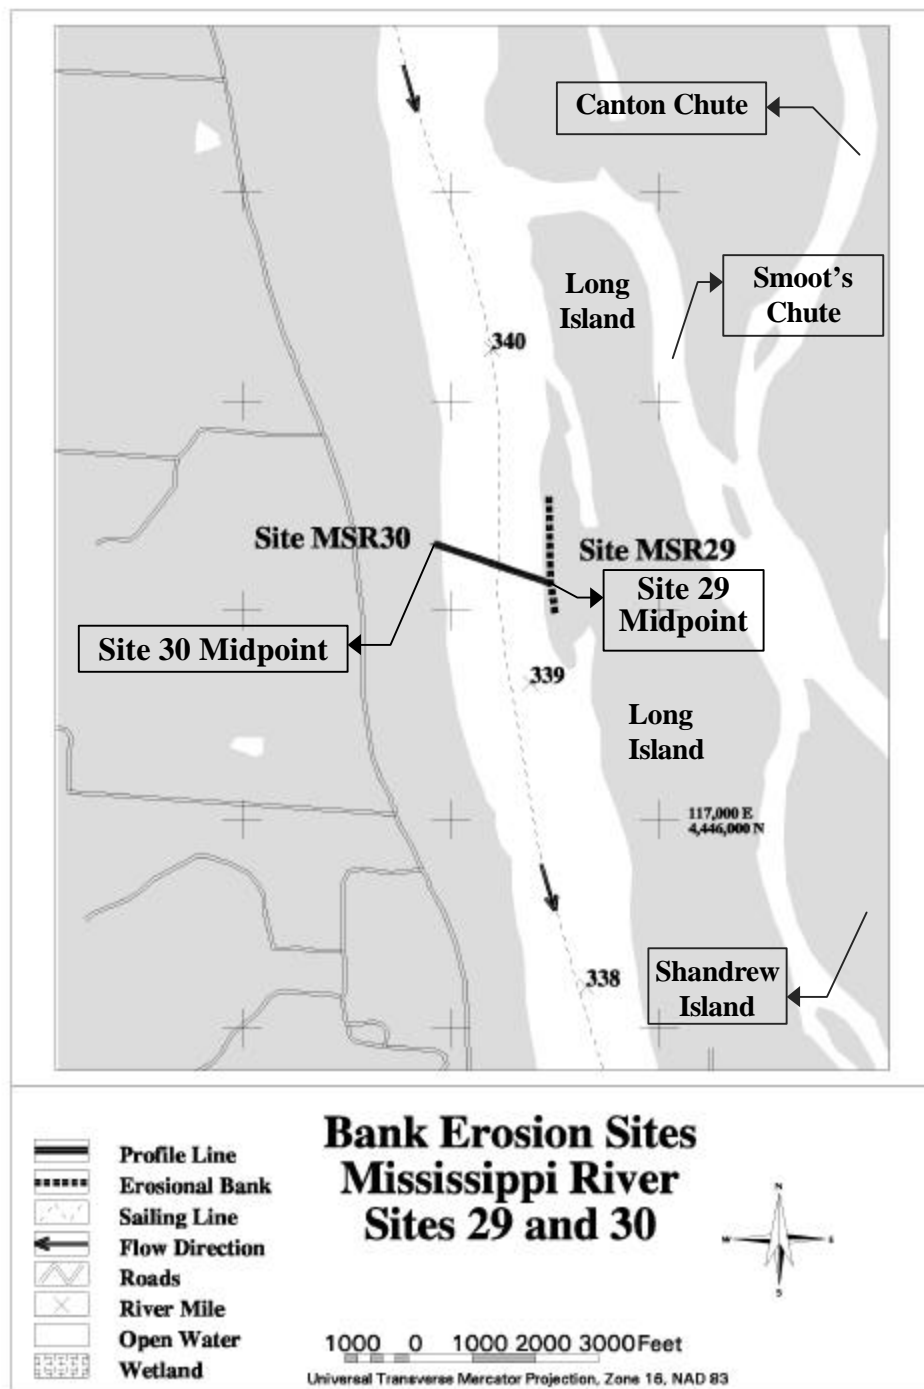 Canton Chute
Long
Island
Smoot's
Chute
340
Site MSR30
Site MSR29
Site 29
Midpoint
Site 30 Midpoint
339
Long
Island
117,000 E
4,446,000 N
Shandrew
Island
338
Bank Erosion Sites
Mississippi River
Sites 29 and 30
Profile Line
Erosional Bank
Sailing Line
Flow Direction
Roads
River Mile
Open Water
Wetland
N
W E
S
1000 0 1000 2000 3000 Feet
Universal Transverse Mercator Projection, Zone 16, NAD 83